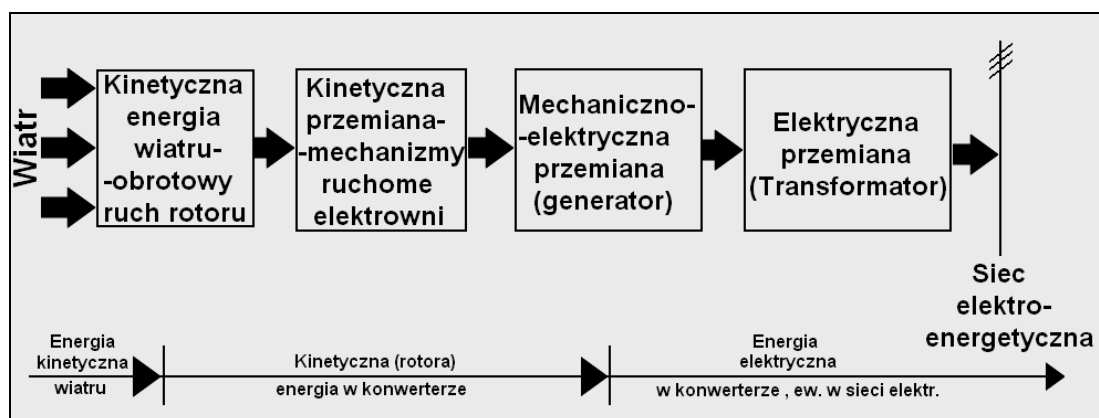 Wiatr
Kinetyczna
energia
wiatru-
-obrotowy
ruch rotoru
Kinetyczna
przemiana-
-mechanizmy
ruchome
elektrowni
Mechaniczno-
-elektryczna
przemiana
(generator)
Elektryczna
przemiana
(Transformator)
Siec
elektro-
energetyczna
Energia
kinetyczna
wiatru
Kinetyczna (rotora)
energia w konwerterze
Energia
elektryczna
w konwerterze , ew. w sieci elektr.